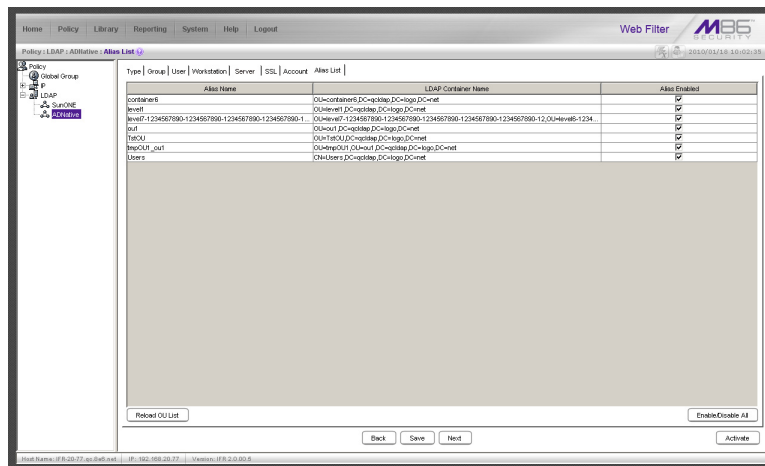 Home Policy Library Reporting System Help Logout
Web Filter
M86
SECURITY
Policy : LDAP : ADNative : Alias List
2010/01/18 10:02:35
Policy
Global Group
IP
LDAP
SunONE
ADNative
Type Group User Workstation Server SSL Account Alias List
Alias Name LDAP Container Name Alias Enabled
container6 OU=container6,DC=qcldap,DC=logo,DC=net
level1 OU=level1,DC=qcldap,DC=logo,DC=net
level7-1234567890-1234567890-1234567890-1234567890-1... OU=level7-1234567890-1234567890-1234567890-1234567890-12,OU=level6-1234...
ou1 OU=ou1,DC=qcldap,DC=logo,DC=net
TstOU OU=TstOU,DC=qcldap,DC=logo,DC=net
tmpOU1_ou1 OU=tmpOU1,OU=ou1,DC=qcldap,DC=logo,DC=net
Users CN=Users,DC=qcldap,DC=logo,DC=net
Reload OU List Enable/Disable All
Back Save Next Activate
Host Name: IFR-20-77.qc.8e6.net IP: 192.168.20.77 Version: IFR 2.0.00.5